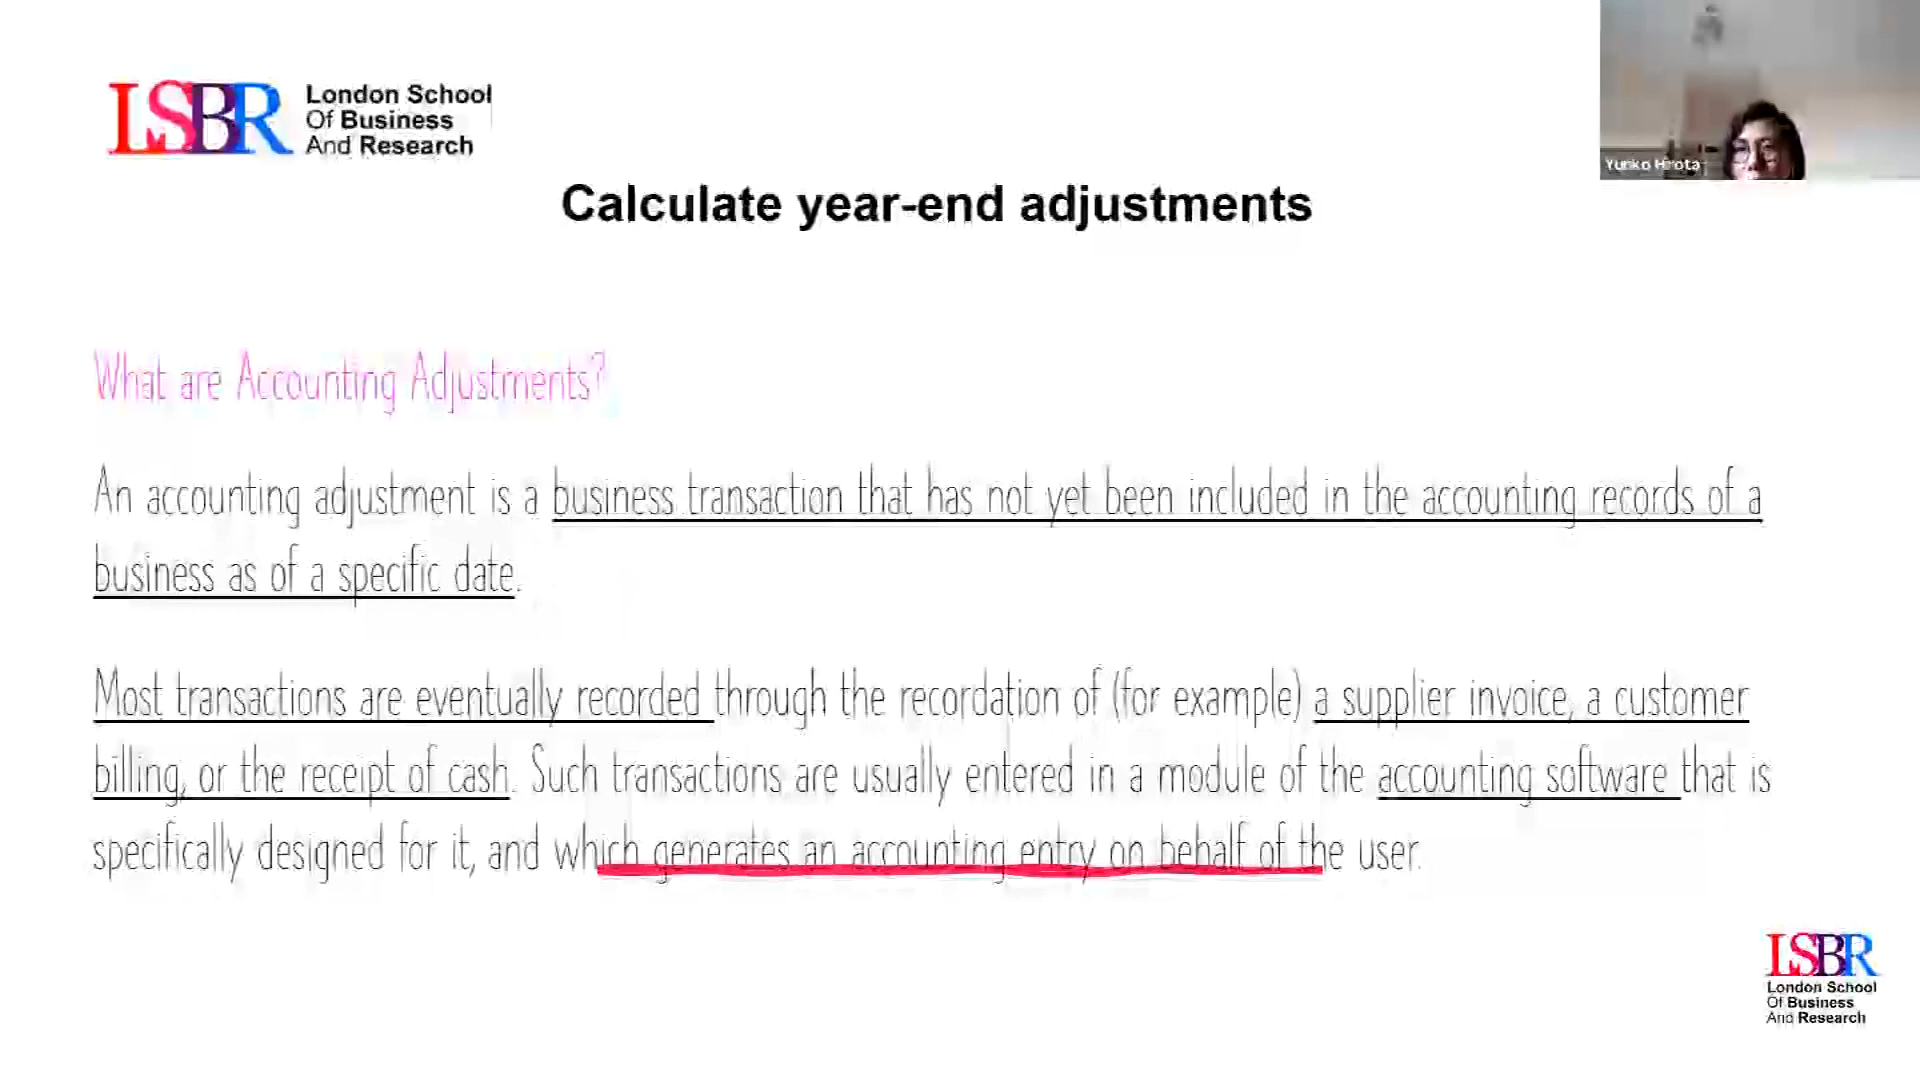 LSBR London School
Of Business
And Research
Yuriko Hirota
Calculate year-end adjustments
What are Accounting Adjustments?
An accounting adjustment is a business transaction that has not yet been included in the accounting records of a
business as of a specific date.
Most transactions are eventually recorded through the recordation of (for example) a supplier invoice, a customer
billing, or the receipt of cash. Such transactions are usually entered in a module of the accounting software that is
specifically designed for it, and which generates an accounting entry on behalf of the user.
LSBR
London School
Of Business
And Research